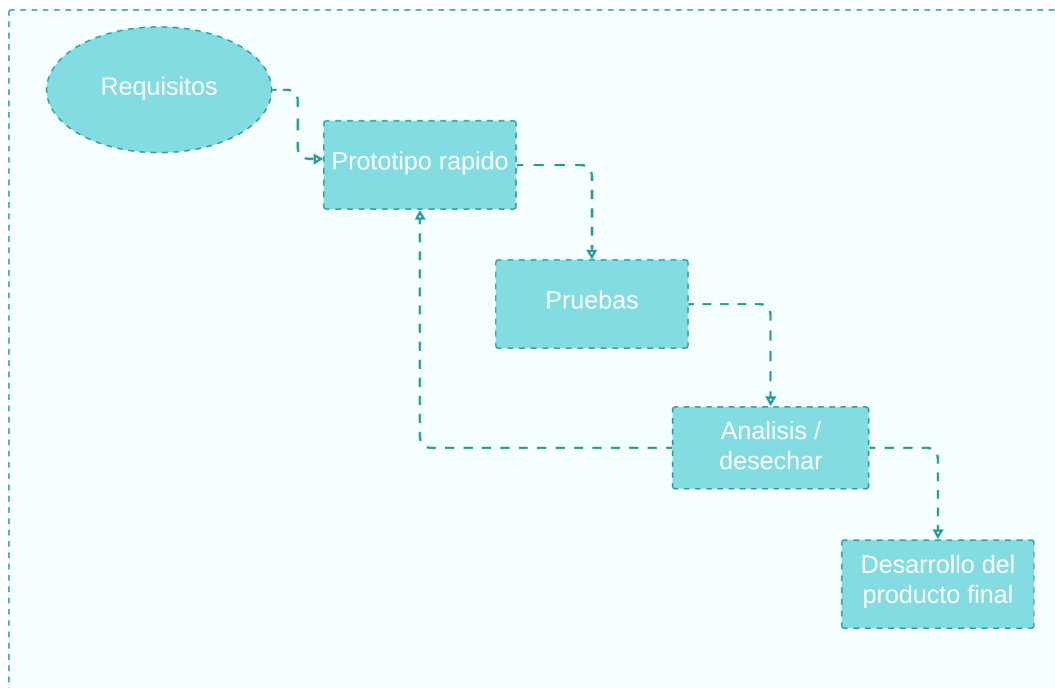 Requisitos
Prototipo rapido
Pruebas
Analisis /
desechar
Desarrollo del
producto final